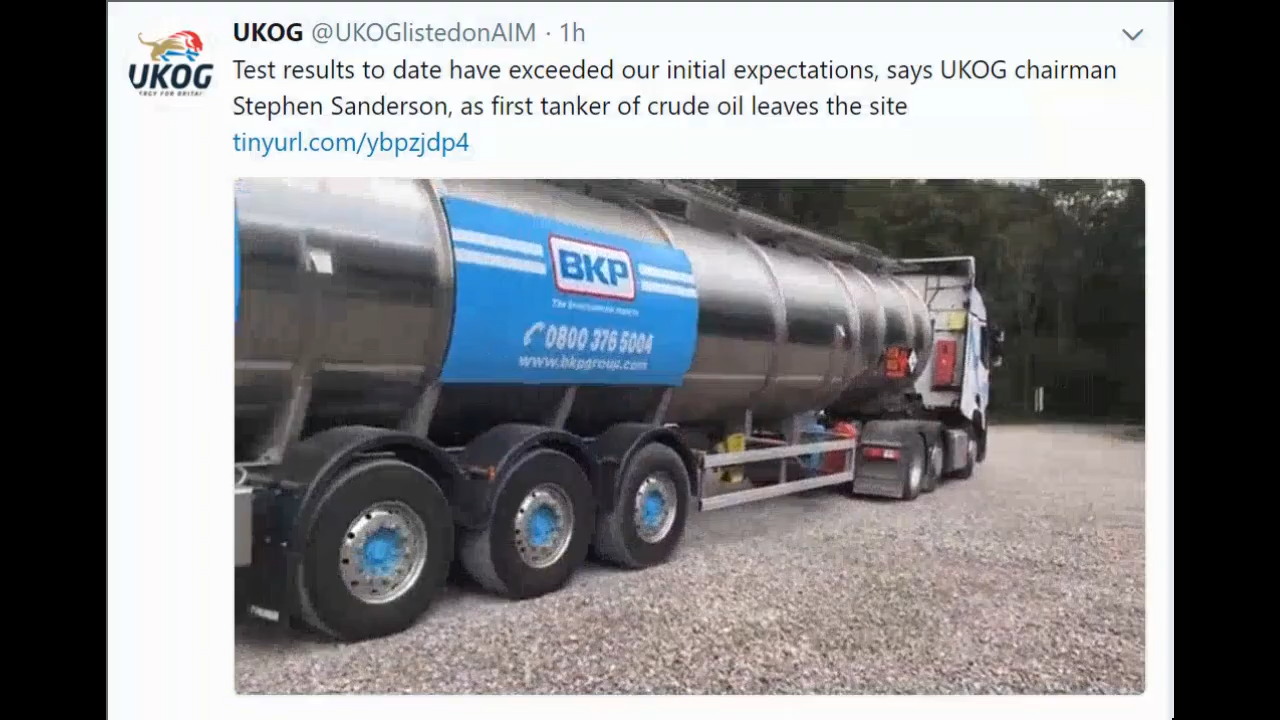 UKOG @UKOGlistedonAIM · 1h
Test results to date have exceeded our initial expectations, says UKOG chairman
Stephen Sanderson, as first tanker of crude oil leaves the site
tinyurl.com/ybpzjdp4
UKOG
BKP
0800 376 5004
www.bkpgroup.com